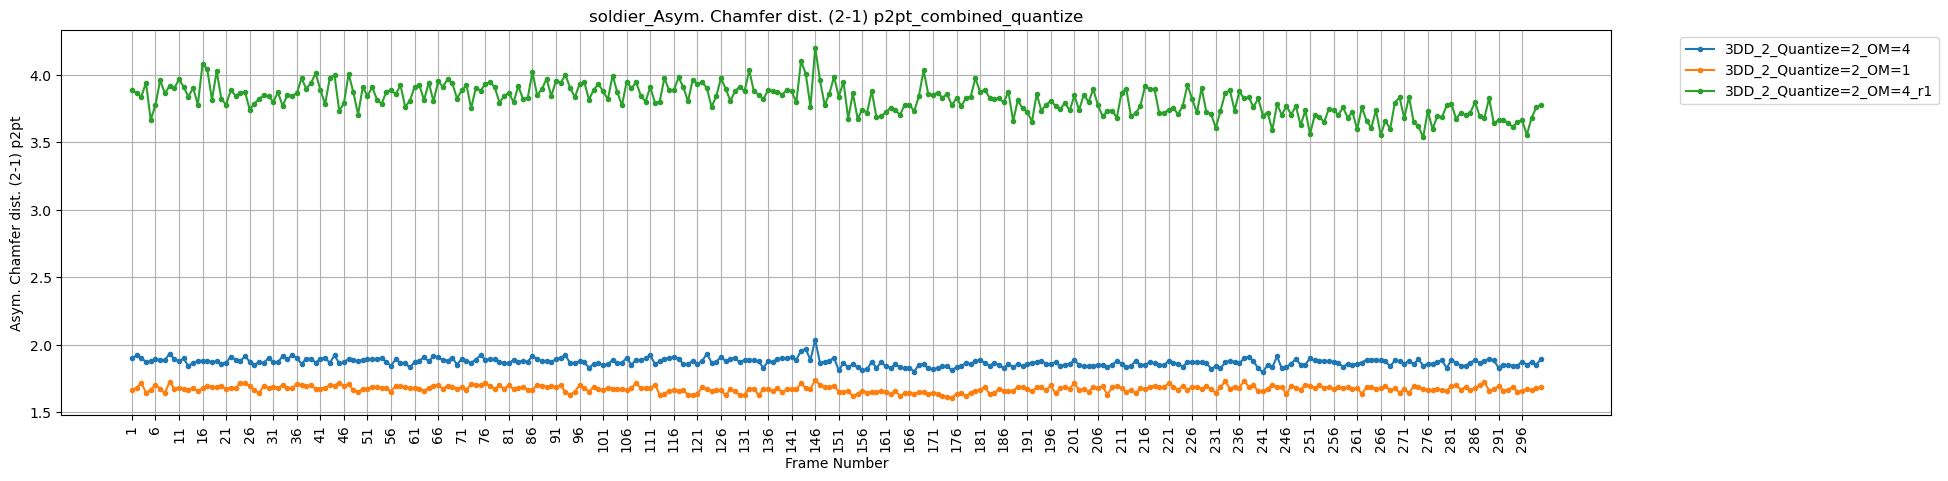 soldier_Asym. Chamfer dist. (2-1) p2pt_combined_quantize
3DD_2_Quantize=2_OM=4
3DD_2_Quantize=2_OM=1
3DD_2_Quantize=2_OM=4_r1
Asym. Chamfer dist. (2-1) p2pt
4.0
3.5
3.0
2.5
2.0
1.5
1 6 11 16 21 26 31 36 41 46 51 56 61 66 71 76 81 86 91 96 101 106 111 116 121 126 131 136 141 146 151 156 161 166 171 176 181 186 191 196 201 206 211 216 221 226 231 236 241 246 251 256 261 266 271 276 281 286 291 296
Frame Number